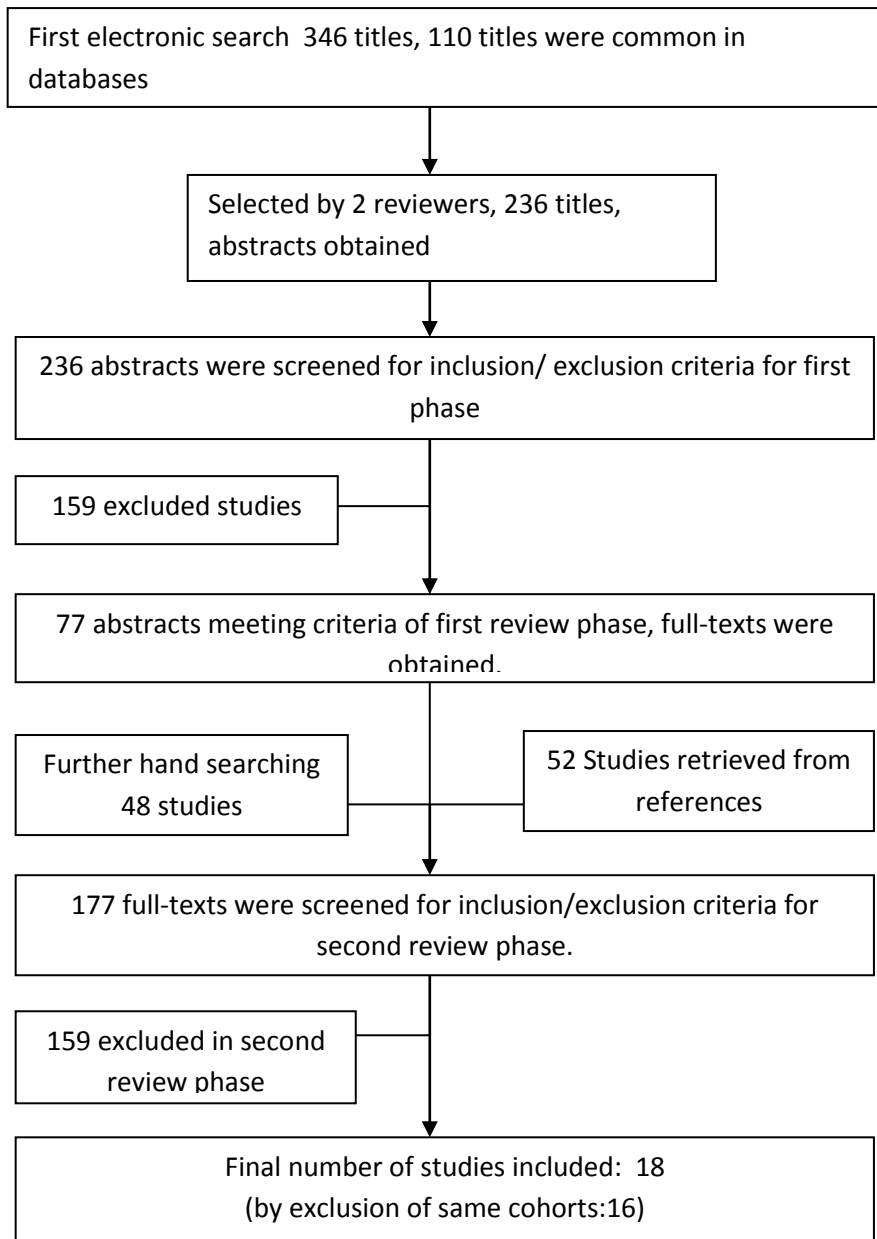 First electronic search 346 titles, 110 titles were common in
databases
Selected by 2 reviewers, 236 titles,
abstracts obtained
236 abstracts were screened for inclusion/ exclusion criteria for first
phase
159 excluded studies
77 abstracts meeting criteria of first review phase, full-texts were
obtained.
Further hand searching
48 studies
52 Studies retrieved from
references
177 full-texts were screened for inclusion/exclusion criteria for
second review phase.
159 excluded in second
review phase
Final number of studies included: 18
(by exclusion of same cohorts:16)